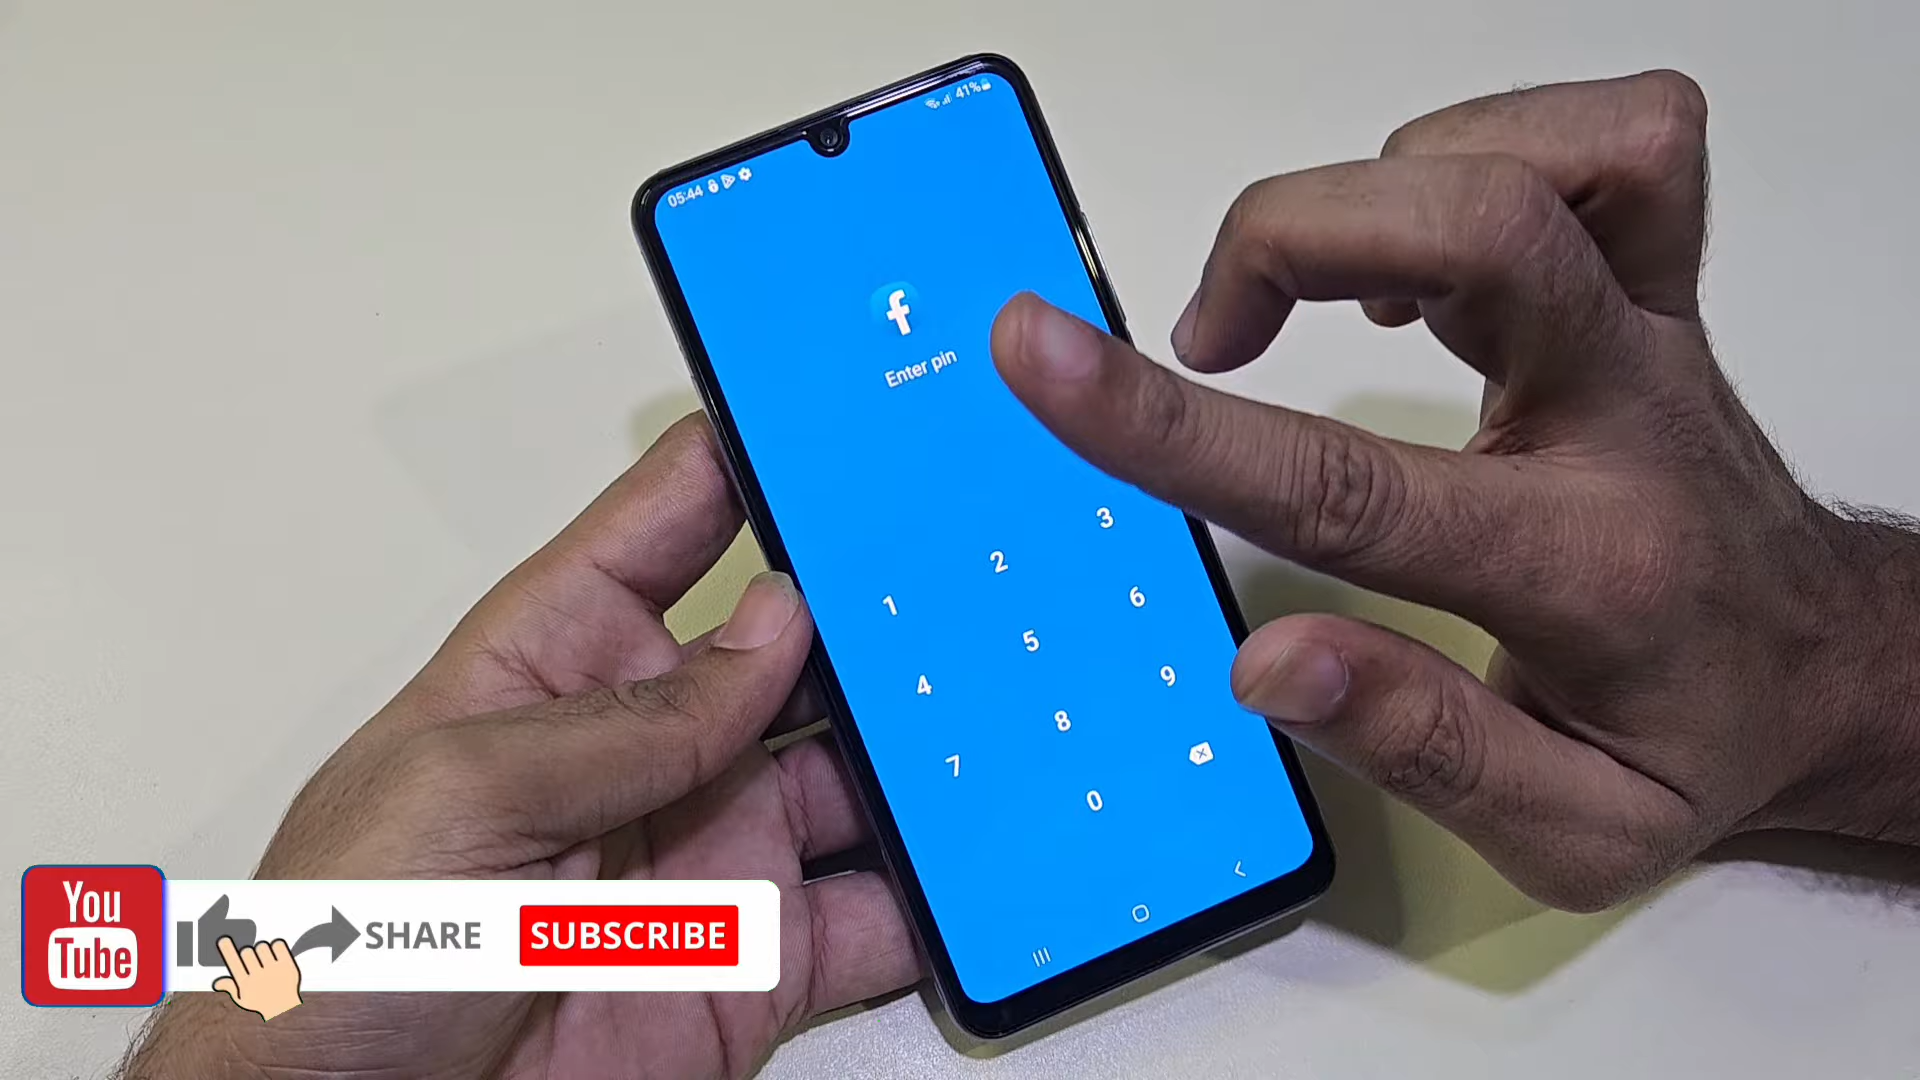 05:44
41%
f
Enter pin
1 2 3
4 5 6
7 8 9
0
You
Tube
SHARE
SUBSCRIBE